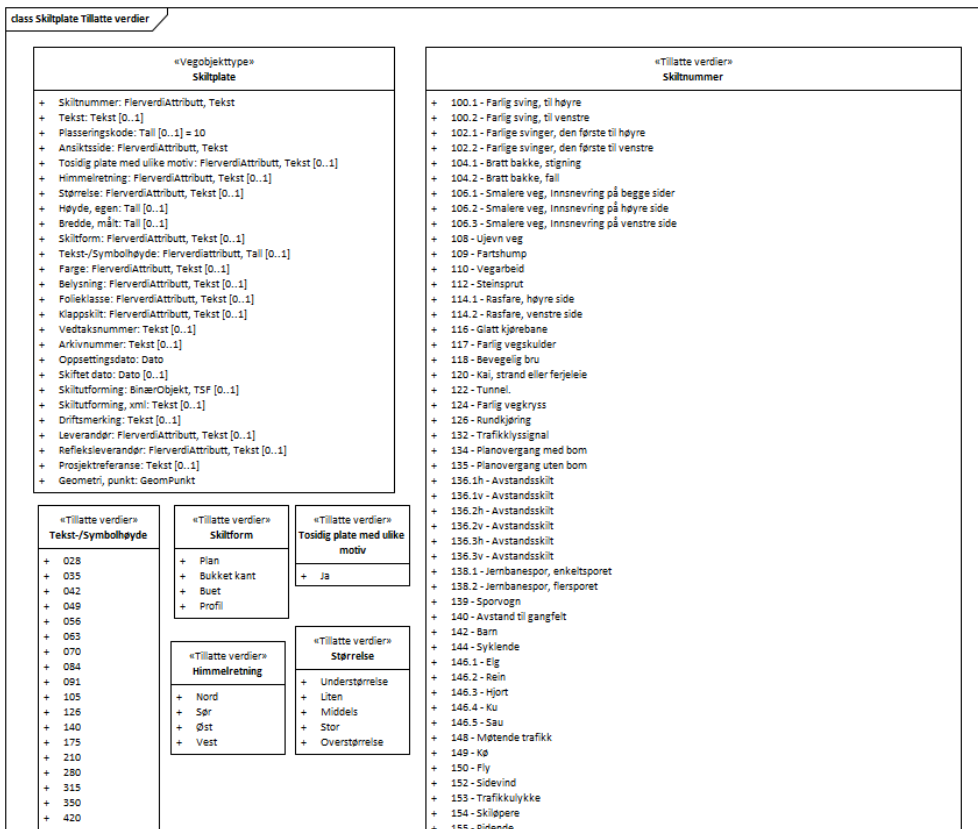 class Skiltplate Tillatte verdier
«Vegobjekttype»
Skiltplate
+ Skiltnummer: FlerverdiAttributt, Tekst
+ Tekst: Tekst [0..1]
+ Plasseringskode: Tall [0..1] = 10
+ Ansiktsside: FlerverdiAttributt, Tekst
+ Tosidig plate med ulike motiv: FlerverdiAttributt, Tekst [0..1]
+ Himmelretning: FlerverdiAttributt, Tekst [0..1]
+ Størrelse: FlerverdiAttributt, Tekst [0..1]
+ Høyde, egen: Tall [0..1]
+ Bredde, målt: Tall [0..1]
+ Skiltform: FlerverdiAttributt, Tekst [0..1]
+ Tekst-/Symbolhøyde: Flerverdiattributt, Tall [0..1]
+ Farge: FlerverdiAttributt, Tekst [0..1]
+ Belysning: FlerverdiAttributt, Tekst [0..1]
+ Folieklasse: FlerverdiAttributt, Tekst [0..1]
+ Klappskilt: FlerverdiAttributt, Tekst [0..1]
+ Vedtaksnummer: Tekst [0..1]
+ Arkivnummer: Tekst [0..1]
+ Oppsettingsdato: Dato
+ Skiftet dato: Dato [0..1]
+ Skiltutforming: BinærObjekt, TSF [0..1]
+ Skiltutforming, xml: Tekst [0..1]
+ Driftsmerking: Tekst [0..1]
+ Leverandør: FlerverdiAttributt, Tekst [0..1]
+ Refleksleverandør: FlerverdiAttributt, Tekst [0..1]
+ Prosjektreferanse: Tekst [0..1]
+ Geometri, punkt: GeomPunkt
«Tillatte verdier»
Tekst-/Symbolhøyde
+ 028
+ 035
+ 042
+ 049
+ 056
+ 063
+ 070
+ 084
+ 091
+ 105
+ 126
+ 140
+ 175
+ 210
+ 280
+ 315
+ 350
+ 420
«Tillatte verdier»
Skiltform
+ Plan
+ Bukket kant
+ Buet
+ Profil
«Tillatte verdier»
Tosidig plate med ulike
motiv
+ Ja
«Tillatte verdier»
Himmelretning
+ Nord
+ Sør
+ Øst
+ Vest
«Tillatte verdier»
Størrelse
+ Understørrelse
+ Liten
+ Middels
+ Stor
+ Overstørrelse
«Tillatte verdier»
Skiltnummer
+ 100.1 - Farlig sving, til høyre
+ 100.2 - Farlig sving, til venstre
+ 102.1 - Farlige svinger, den første til høyre
+ 102.2 - Farlige svinger, den første til venstre
+ 104.1 - Bratt bakke, stigning
+ 104.2 - Bratt bakke, fall
+ 106.1 - Smalere veg, Innsnevring på begge sider
+ 106.2 - Smalere veg, Innsnevring på høyre side
+ 106.3 - Smalere veg, Innsnevring på venstre side
+ 108 - Ujevn veg
+ 109 - Fartshump
+ 110 - Vegarbeid
+ 112 - Steinsprut
+ 114.1 - Rasfare, høyre side
+ 114.2 - Rasfare, venstre side
+ 116 - Glatt kjørebane
+ 117 - Farlig vegskulder
+ 118 - Bevegelig bru
+ 120 - Kai, strand eller ferjeleie
+ 122 - Tunnel.
+ 124 - Farlig vegkryss
+ 126 - Rundkjøring
+ 132 - Trafikklyssignal
+ 134 - Planovergang med bom
+ 135 - Planovergang uten bom
+ 136.1h - Avstandsskilt
+ 136.1v - Avstandsskilt
+ 136.2h - Avstandsskilt
+ 136.2v - Avstandsskilt
+ 136.3h - Avstandsskilt
+ 136.3v - Avstandsskilt
+ 138.1 - Jernbanespor, enkeltsporet
+ 138.2 - Jernbanespor, flersporet
+ 139 - Sporvogn
+ 140 - Avstand til gangfelt
+ 142 - Barn
+ 144 - Syklende
+ 146.1 - Elg
+ 146.2 - Rein
+ 146.3 - Hjort
+ 146.4 - Ku
+ 146.5 - Sau
+ 148 - Møtende trafikk
+ 149 - Kø
+ 150 - Fly
+ 152 - Sidevind
+ 153 - Trafikkulykke
+ 154 - Skiløpere
+ 155 - Ridende